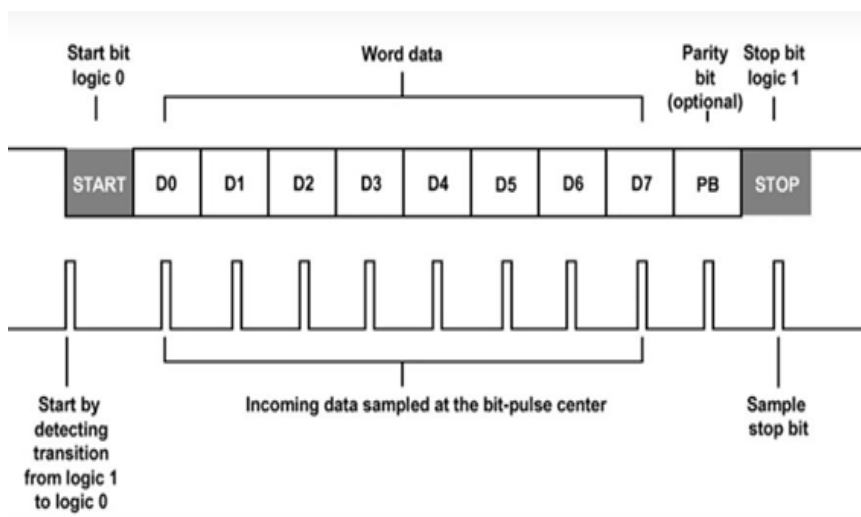 Start bit
logic 0
Word data
Parity
bit
(optional)
Stop bit
logic 1
START D0 D1 D2 D3 D4 D5 D6 D7 PB STOP
Start by
detecting
transition
from logic 1
to logic 0
Incoming data sampled at the bit-pulse center
Sample
stop bit